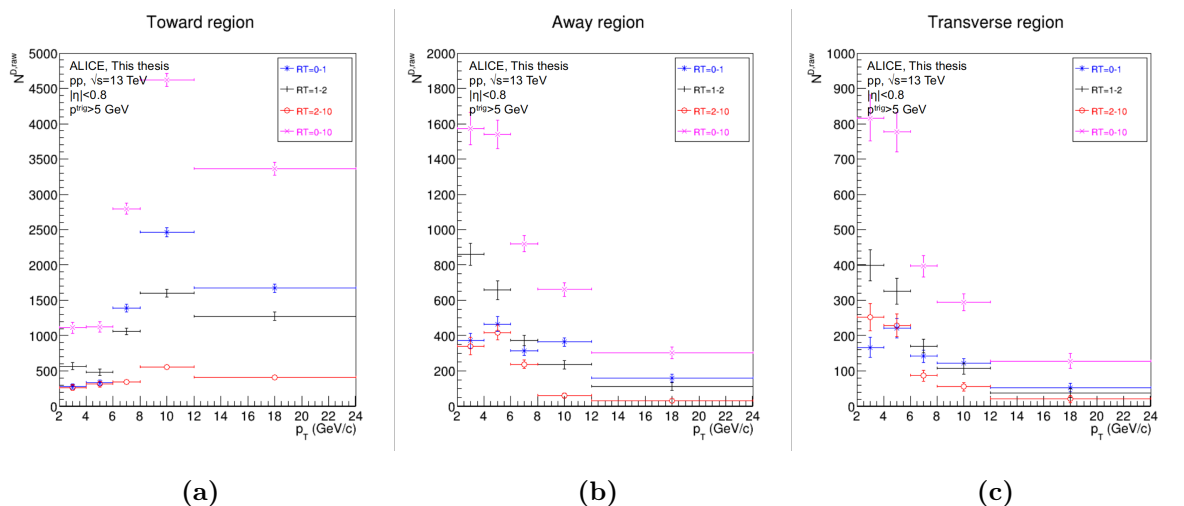 Toward region
N^D,raw
5000
4500
4000
3500
3000
2500
2000
1500
1000
500
0
ALICE, This thesis
pp, √s=13 TeV
|η|<0.8
p^trig>5 GeV
RT=0-1
RT=1-2
RT=2-10
RT=0-10
2 4 6 8 10 12 14 16 18 20 22 24
p_T (GeV/c)
(a)
Away region
N^D,raw
2000
1800
1600
1400
1200
1000
800
600
400
200
0
ALICE, This thesis
pp, √s=13 TeV
|η|<0.8
p^trig>5 GeV
RT=0-1
RT=1-2
RT=2-10
RT=0-10
2 4 6 8 10 12 14 16 18 20 22 24
p_T (GeV/c)
(b)
Transverse region
N^D,raw
1000
900
800
700
600
500
400
300
200
100
0
ALICE, This thesis
pp, √s=13 TeV
|η|<0.8
p^trig>5 GeV
RT=0-1
RT=1-2
RT=2-10
RT=0-10
2 4 6 8 10 12 14 16 18 20 22 24
p_T (GeV/c)
(c)